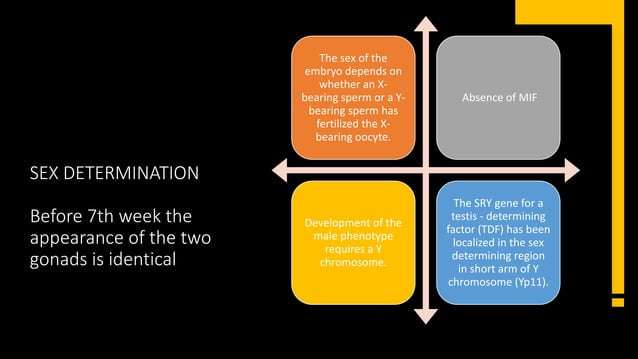 SEX DETERMINATION
Before 7th week the
appearance of the two
gonads is identical
The sex of the
embryo depends on
whether an X-
bearing sperm or a Y-
bearing sperm has
fertilized the X-
bearing oocyte.
Absence of MIF
Development of the
male phenotype
requires a Y
chromosome.
The SRY gene for a
testis - determining
factor (TDF) has been
localized in the sex
determining region
in short arm of Y
chromosome (Yp11).